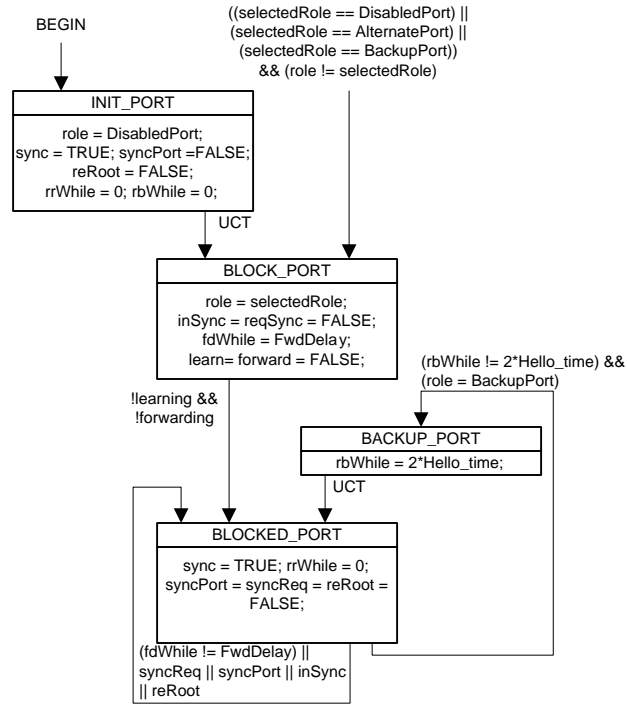 BEGIN
((selectedRole == DisabledPort) ||
(selectedRole == AlternatePort) ||
(selectedRole == BackupPort))
&& (role != selectedRole)
INIT_PORT
role = DisabledPort;
sync = TRUE; syncPort =FALSE;
reRoot = FALSE;
rrWhile = 0; rbWhile = 0;
UCT
BLOCK_PORT
role = selectedRole;
inSync = reqSync = FALSE;
fdWhile = FwdDelay;
learn= forward = FALSE;
!learning &&
!forwarding
(rbWhile != 2*Hello_time) &&
(role = BackupPort)
BACKUP_PORT
rbWhile = 2*Hello_time;
UCT
BLOCKED_PORT
sync = TRUE; rrWhile = 0;
syncPort = syncReq = reRoot =
FALSE;
(fdWhile != FwdDelay) ||
syncReq || syncPort || inSync
|| reRoot